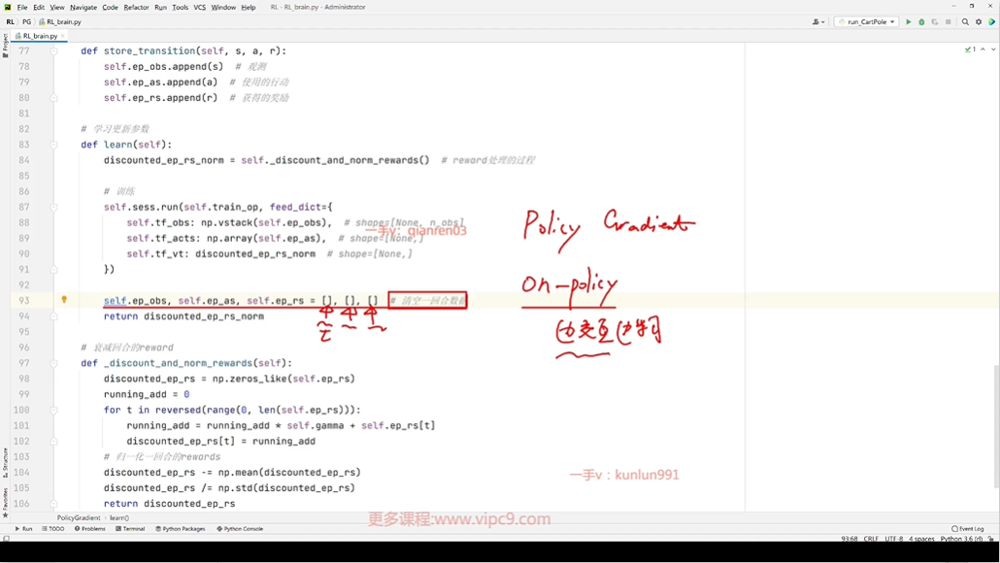 File Edit View Navigate Code Refactor Run Tools VCS Window Help RL - RL_brain.py - Administrator
RL PG RL_brain.py run_CartPole
Project RL_brain.py
77 def store_transition(self, s, a, r):
78 self.ep_obs.append(s) # 观测
79 self.ep_as.append(a) # 使用的行动
80 self.ep_rs.append(r) # 获得的奖励
81
82 # 学习更新参数
83 def learn(self):
84 discounted_ep_rs_norm = self._discount_and_norm_rewards() # reward处理的过程
85
86 # 训练
87 self.sess.run(self.train_op, feed_dict={
88 self.tf_obs: np.vstack(self.ep_obs), # shape=[None, n_obs]
一手v：qianren03
89 self.tf_acts: np.array(self.ep_as), # shape=[None,]
90 self.tf_vt: discounted_ep_rs_norm # shape=[None,]
91 })
Policy Gradient
92
93 self.ep_obs, self.ep_as, self.ep_rs = [], [], [] # 清空一回合数据
On-policy
94 return discounted_ep_rs_norm
τ
边交互边学习
95
96 # 衰减回合的reward
97 def _discount_and_norm_rewards(self):
98 discounted_ep_rs = np.zeros_like(self.ep_rs)
99 running_add = 0
100 for t in reversed(range(0, len(self.ep_rs))):
101 running_add = running_add * self.gamma + self.ep_rs[t]
102 discounted_ep_rs[t] = running_add
103 # 归一化一回合的rewards
104 discounted_ep_rs -= np.mean(discounted_ep_rs)
一手v：kunlun991
105 discounted_ep_rs /= np.std(discounted_ep_rs)
106 return discounted_ep_rs
Structure
Favorites
PolicyGradient learn()
更多课程:www.vipc9.com
Run TODO Problems Terminal Python Packages Python Console Event Log
93:68 CRLF UTF-8 4 spaces Python 3.6 (rl)